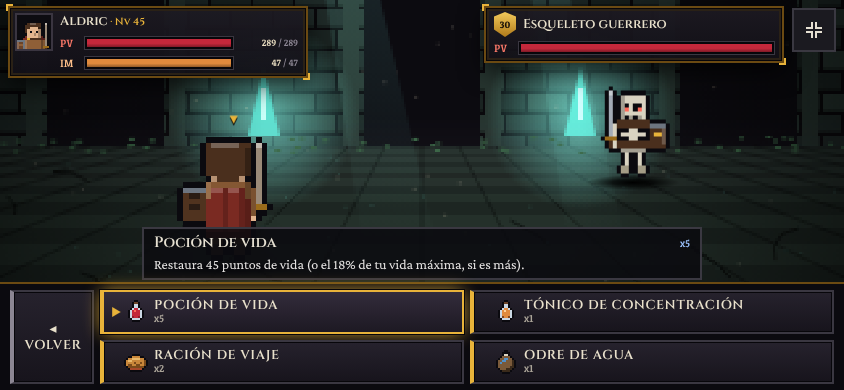 ALDRIC · NV 45
PV 289 / 289
IM 47 / 47
30 ESQUELETO GUERRERO
PV
POCIÓN DE VIDA x5
Restaura 45 puntos de vida (o el 18% de tu vida máxima, si es más).
◄
VOLVER
POCIÓN DE VIDA
x5
TÓNICO DE CONCENTRACIÓN
x1
RACIÓN DE VIAJE
x2
ODRE DE AGUA
x1